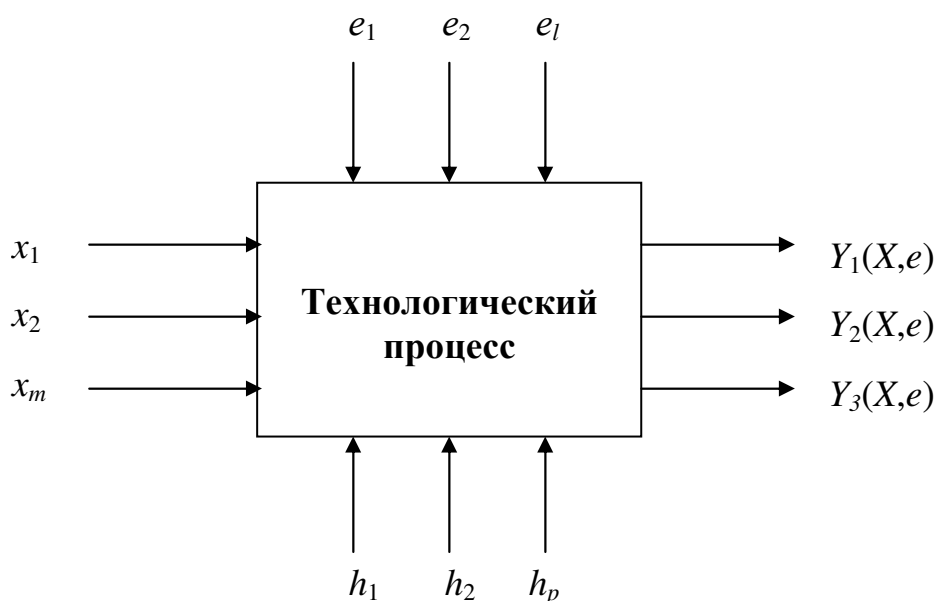 e₁ e₂ eₗ
x₁ Y₁(X,e)
Технологический
x₂ Y₂(X,e)
процесс
xₘ Y₃(X,e)
h₁ h₂ hₚ